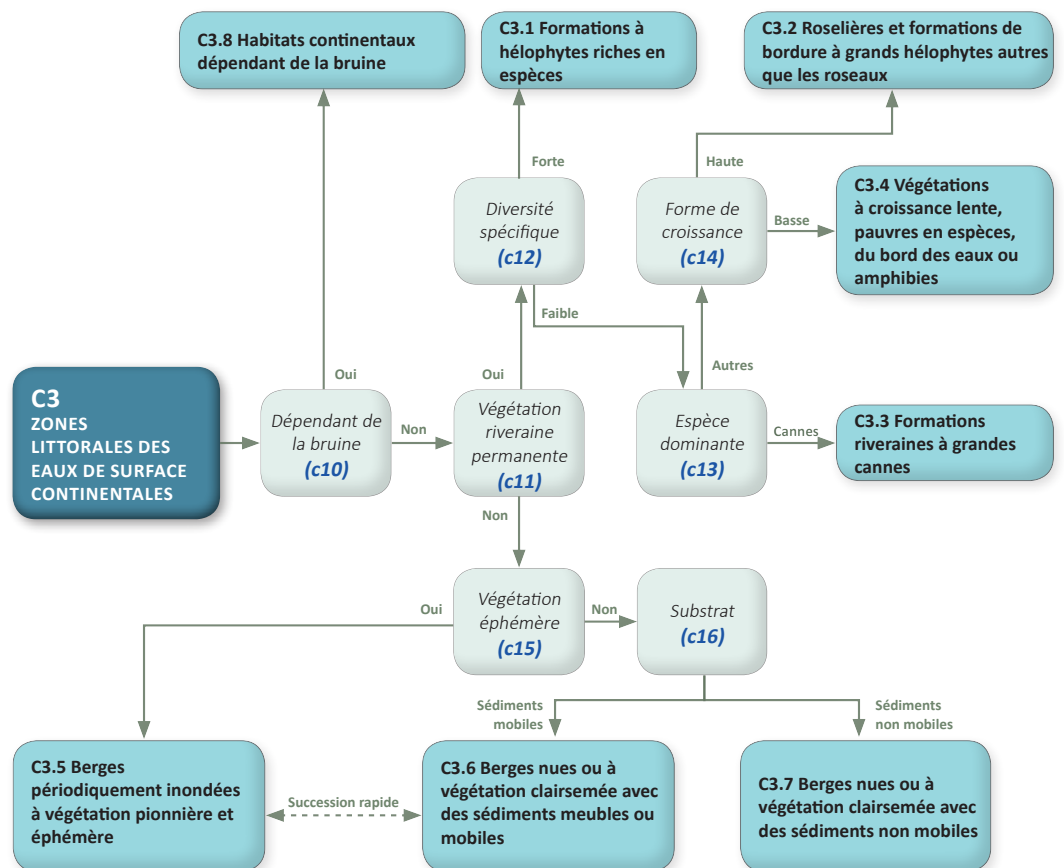 C3.8 Habitats continentaux
dépendant de la bruine
C3.1 Formations à
hélophytes riches en
espèces
C3.2 Roselières et formations de
bordure à grands hélophytes autres
que les roseaux
Forte
Haute
Diversité
spécifique
(c12)
Forme de
croissance
(c14)
Basse
C3.4 Végétations
à croissance lente,
pauvres en espèces,
du bord des eaux ou
amphibies
Faible
Oui
Oui
Autres
C3
ZONES
LITTORALES DES
EAUX DE SURFACE
CONTINENTALES
Dépendant de
la bruine
(c10)
Non
Végétation
riveraine
permanente
(c11)
Espèce
dominante
(c13)
Cannes
C3.3 Formations
riveraines à grandes
cannes
Non
Oui
Végétation
éphémère
(c15)
Non
Substrat
(c16)
Sédiments
mobiles
Sédiments
non mobiles
C3.5 Berges
périodiquement inondées
à végétation pionnière et
éphémère
Succession rapide
C3.6 Berges nues ou à
végétation clairsemée avec
des sédiments meubles ou
mobiles
C3.7 Berges nues ou à
végétation clairsemée avec
des sédiments non mobiles